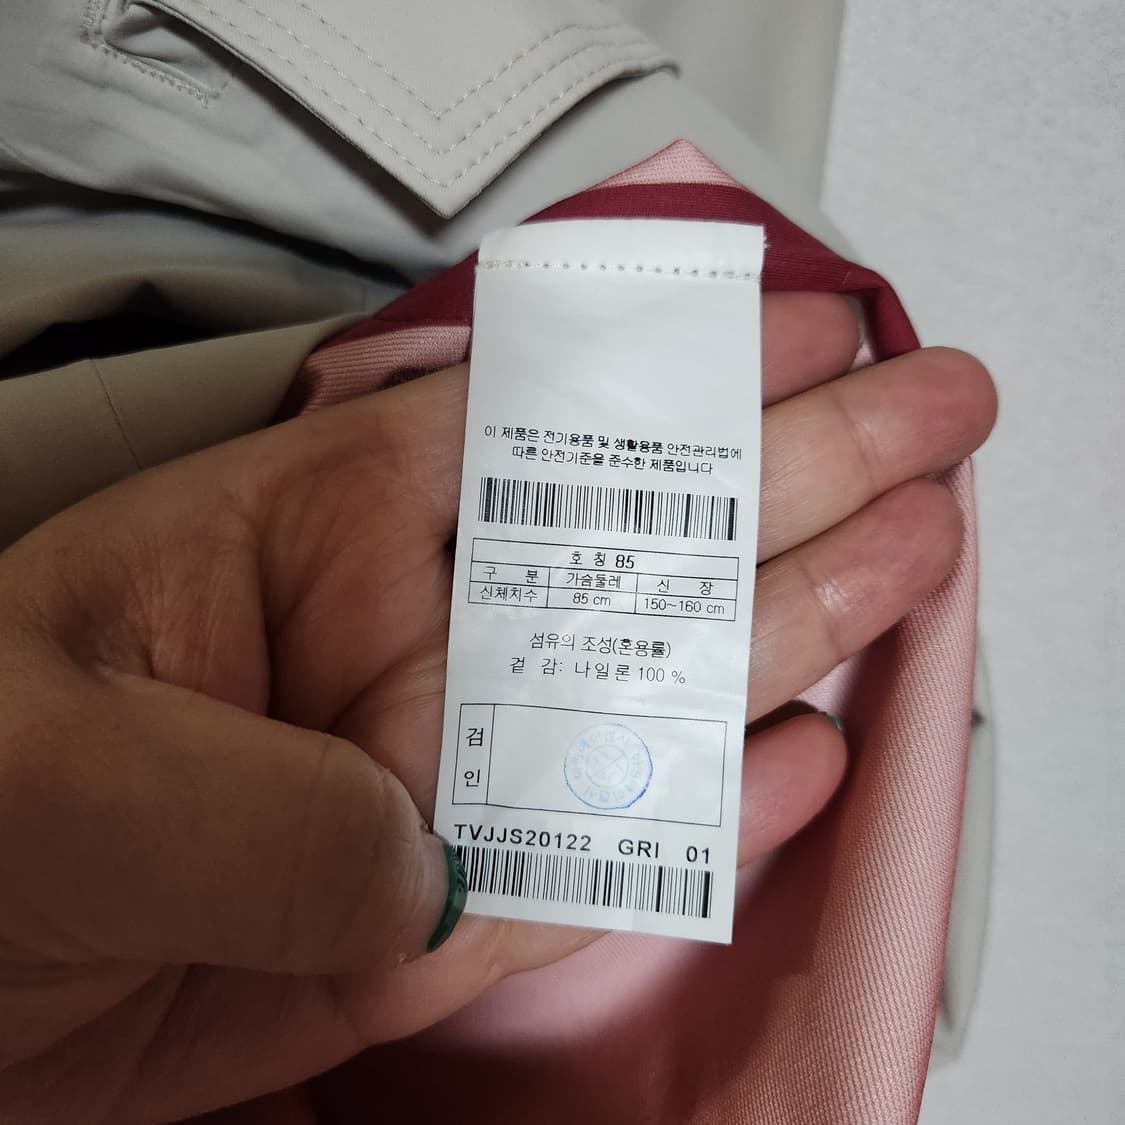 이 제품은 전기용품 및 생활용품 안전관리법에
따른 안전기준을 준수한 제품입니다
호 칭 85
구 분 가슴둘레 신 장
신체치수 85 cm 150~160 cm
섬유의 조성(혼용률)
겉 감: 나일론 100 %
검
인
TVJJS20122 GRI 01